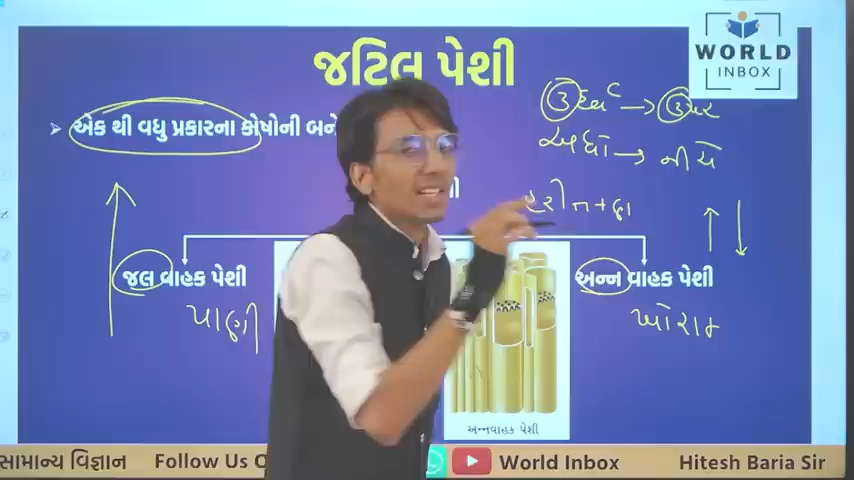 WORLD
INBOX
જટિલ પેશી
ઉર્ધ્વ → ઉપર
એક થી વધુ પ્રકારના કોષોની બને
અધો → નીચે
જલ વાહક પેશી
અન્ન વાહક પેશી
પાણી
ખોરાક
અન્નવાહક પેશી
સામાન્ય વિજ્ઞાન
Follow Us
World Inbox
Hitesh Baria Sir